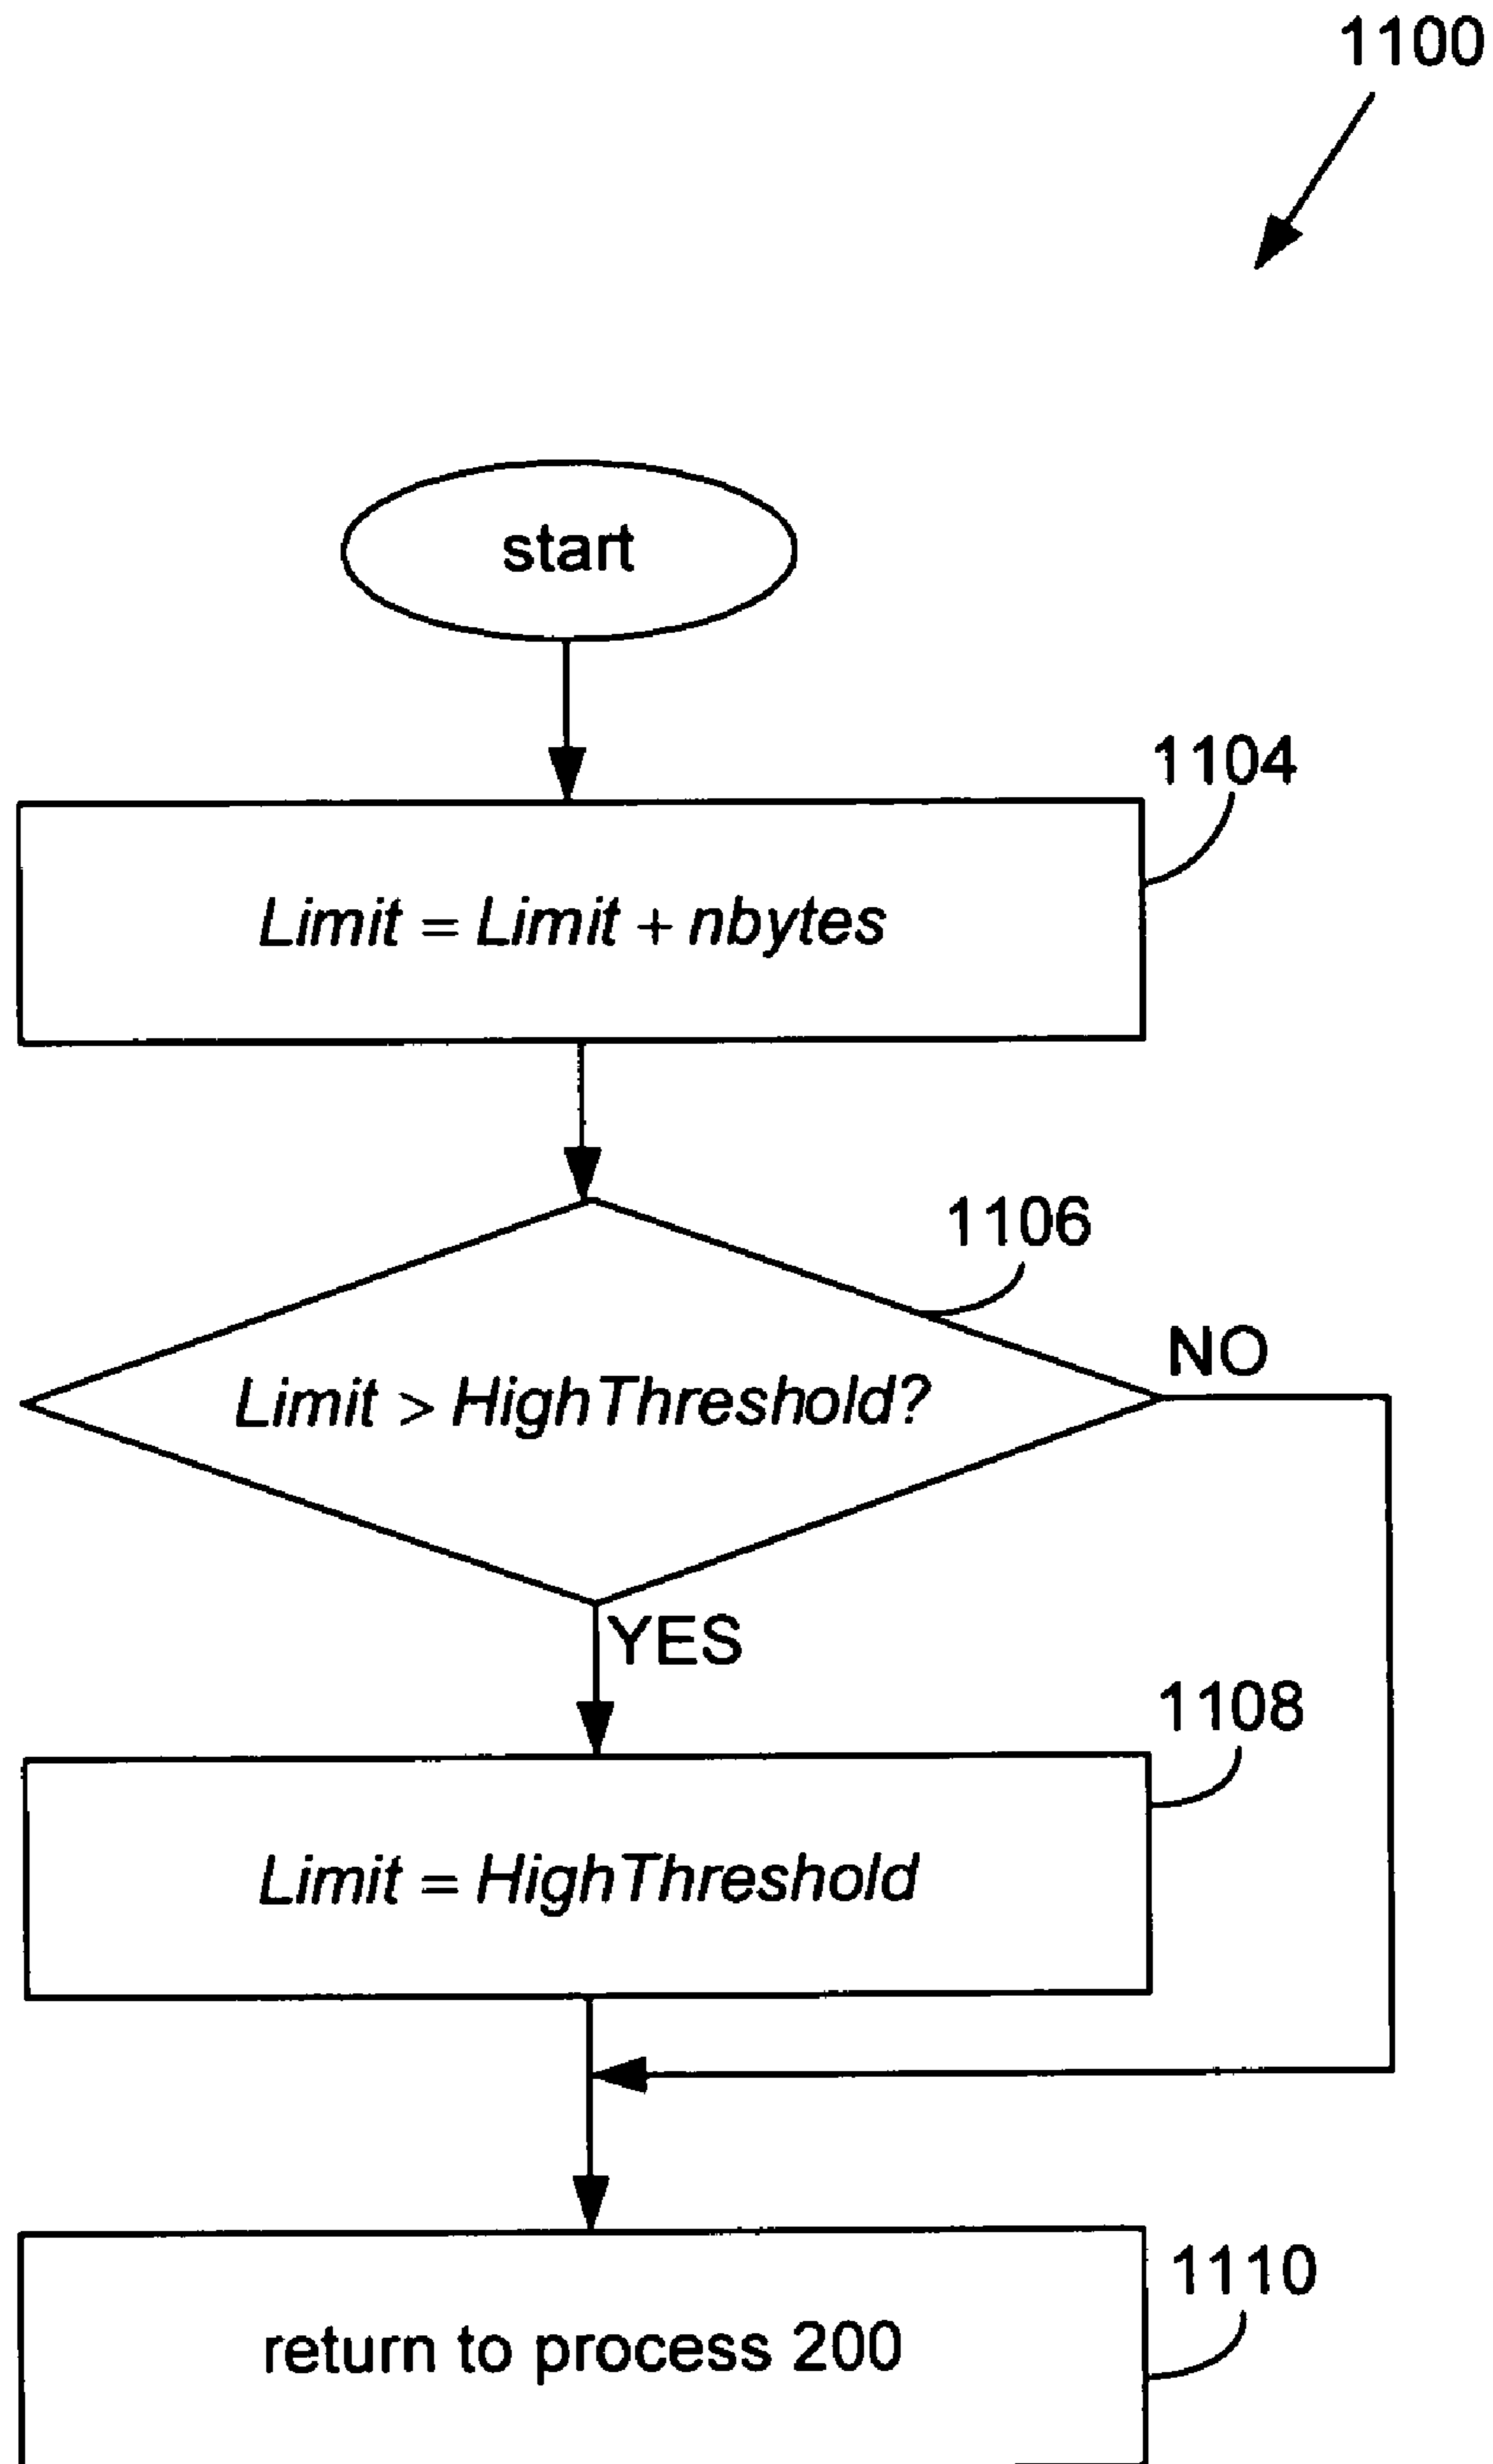 1100
start
1104
Limit = Limit + nbytes
1106
NO
Limit > HighThreshold?
YES
1108
Limit = HighThreshold
1110
return to process 200